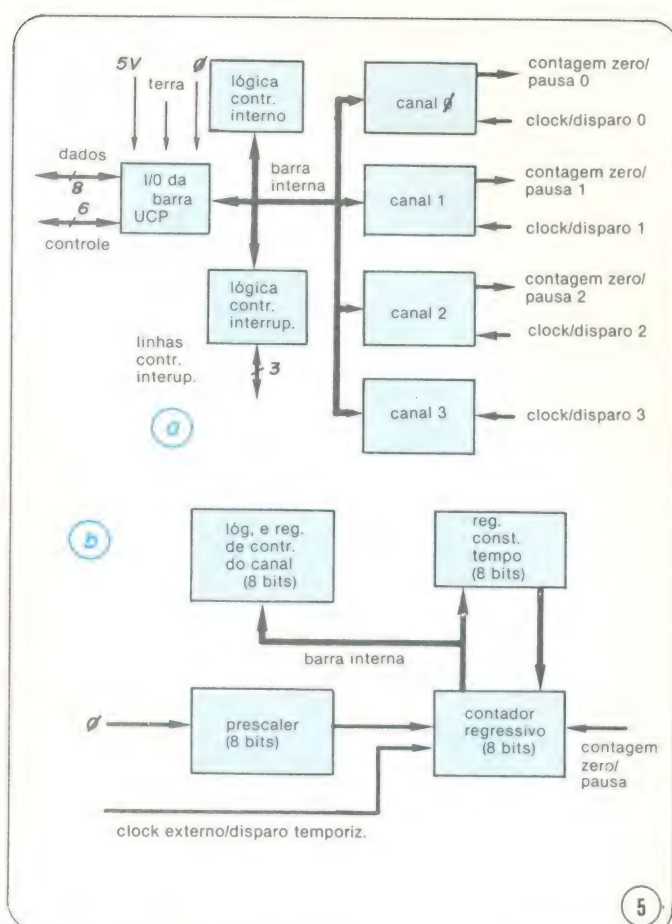 5V
terra
ø
lógica
contr.
interno
dados
8
6
controle
I/0 da
barra
UCP
barra
interna
lógica
contr.
interrup.
linhas
contr.
interup.
3
canal ø
contagem zero/
pausa 0
clock/disparo 0
canal 1
contagem zero/
pausa 1
clock/disparo 1
canal 2
contagem zero/
pausa 2
clock/disparo 2
canal 3
clock/disparo 3
a
b
lóg, e reg.
de contr.
do canal
(8 bits)
reg.
const.
tempo
(8 bits)
barra interna
ø
prescaler
(8 bits)
contador
regressivo
(8 bits)
contagem
zero/
pausa
clock externo/disparo temporiz.
5